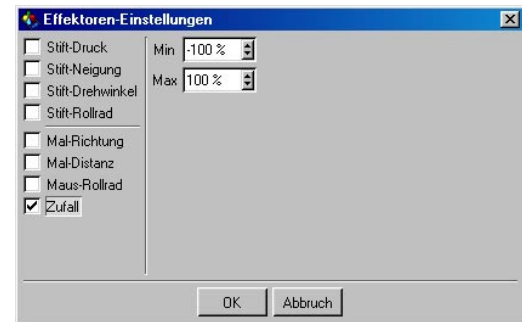 Effektoren-Einstellungen
Stift-Druck
Stift-Neigung
Stift-Drehwinkel
Stift-Rollrad
Mal-Richtung
Mal-Distanz
Maus-Rollrad
Zufall
Min -100 %
Max 100 %
OK Abbruch